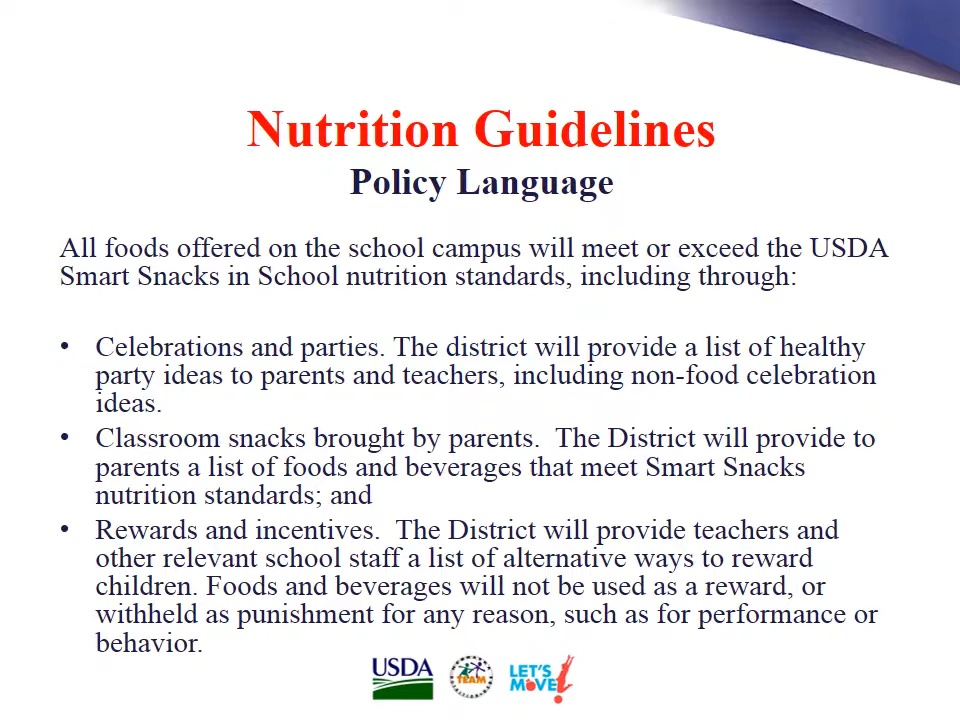 Nutrition Guidelines
Policy Language
All foods offered on the school campus will meet or exceed the USDA
Smart Snacks in School nutrition standards, including through:
• Celebrations and parties. The district will provide a list of healthy
party ideas to parents and teachers, including non-food celebration
ideas.
• Classroom snacks brought by parents.  The District will provide to
parents a list of foods and beverages that meet Smart Snacks
nutrition standards; and
• Rewards and incentives.  The District will provide teachers and
other relevant school staff a list of alternative ways to reward
children. Foods and beverages will not be used as a reward, or
withheld as punishment for any reason, such as for performance or
behavior.
USDA
TEAM
LET'S
MOVE!